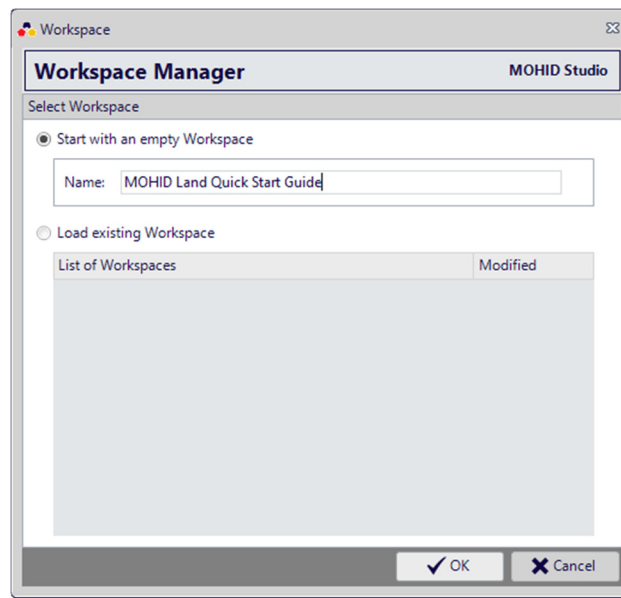 Workspace
Workspace Manager MOHID Studio
Select Workspace
Start with an empty Workspace
Name: MOHID Land Quick Start Guide
Load existing Workspace
List of Workspaces Modified
OK Cancel